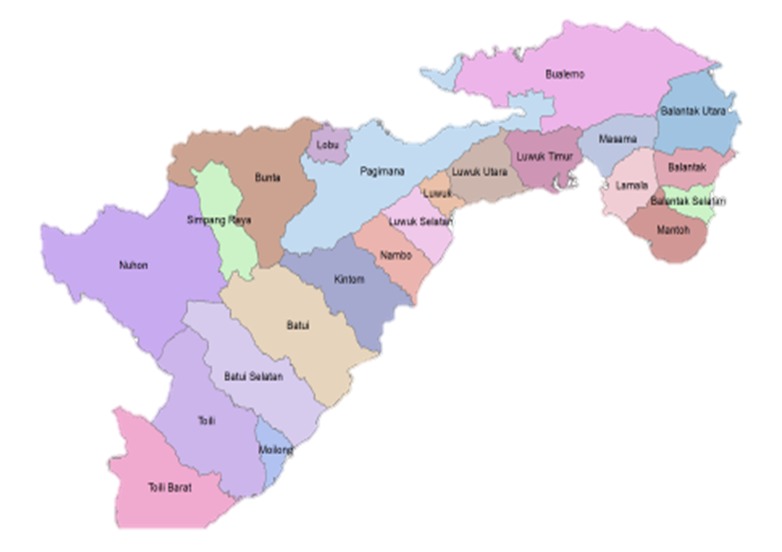 Bualemo
Balantak Utara
Masama
Lobu
Luwuk Timur
Pagimana
Luwuk Utara
Balantak
Bunta
Lamala
Luwuk
Balantak Selatan
Simpang Raya
Luwuk Selatan
Mantoh
Nambo
Nuhon
Kintom
Batui
Batui Selatan
Toili
Moilong
Toili Barat